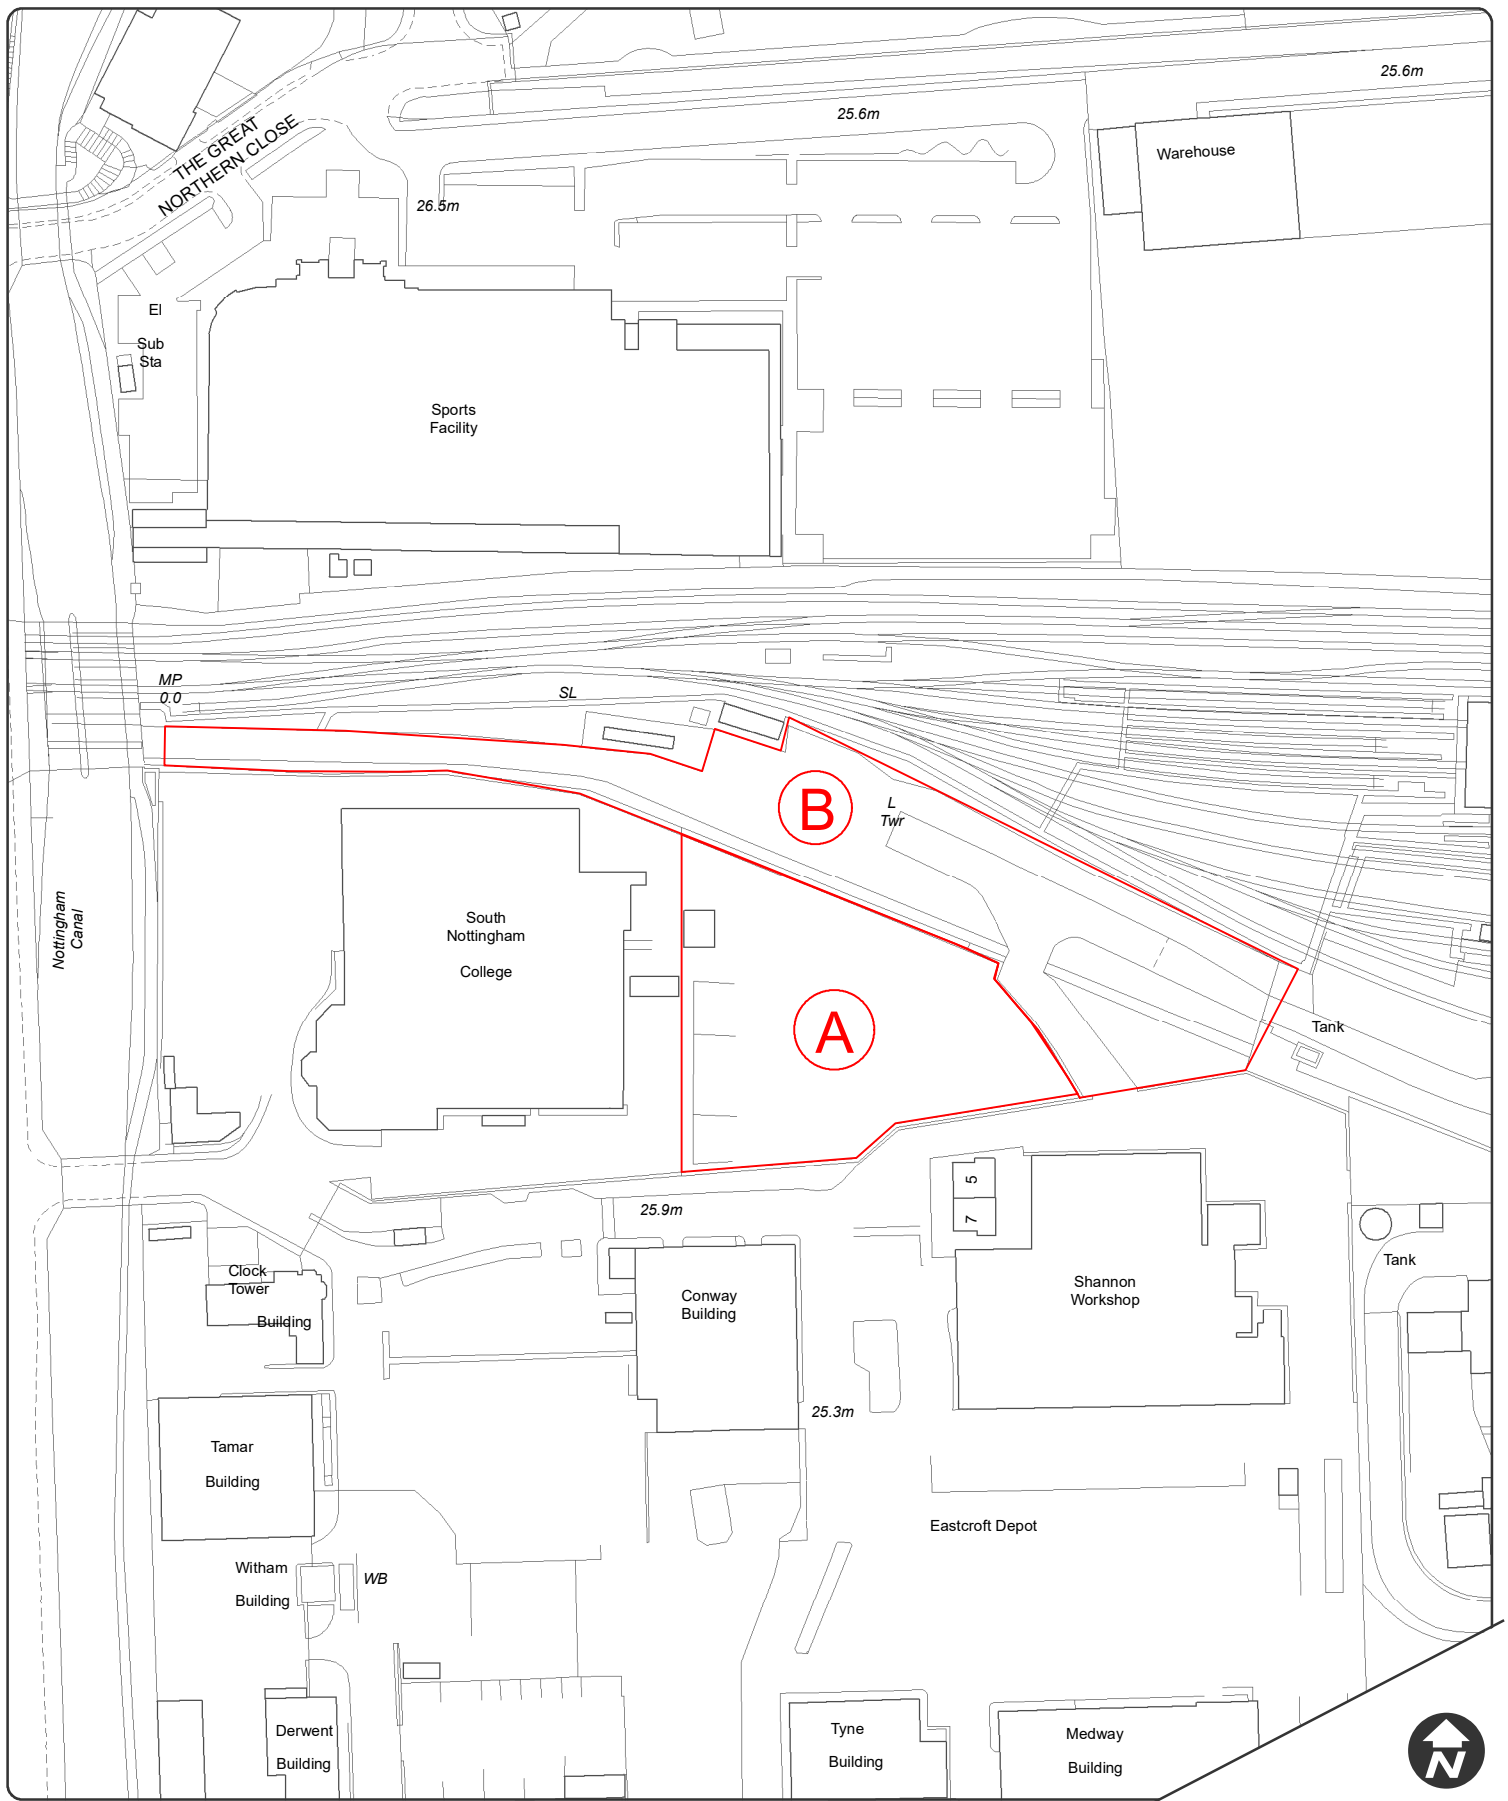 25.6m
25.6m
THE GREAT
NORTHERN CLOSE
Warehouse
26.5m
El
Sub
Sta
Sports
Facility
MP
0.0
SL
B
L
Twr
Nottingham
Canal
South
Nottingham
College
A
Tank
5
7
25.9m
Clock
Tower
Building
Conway
Building
Shannon
Workshop
Tank
25.3m
Tamar
Building
Eastcroft Depot
Witham
Building
WB
Derwent
Building
Tyne
Building
Medway
Building
N